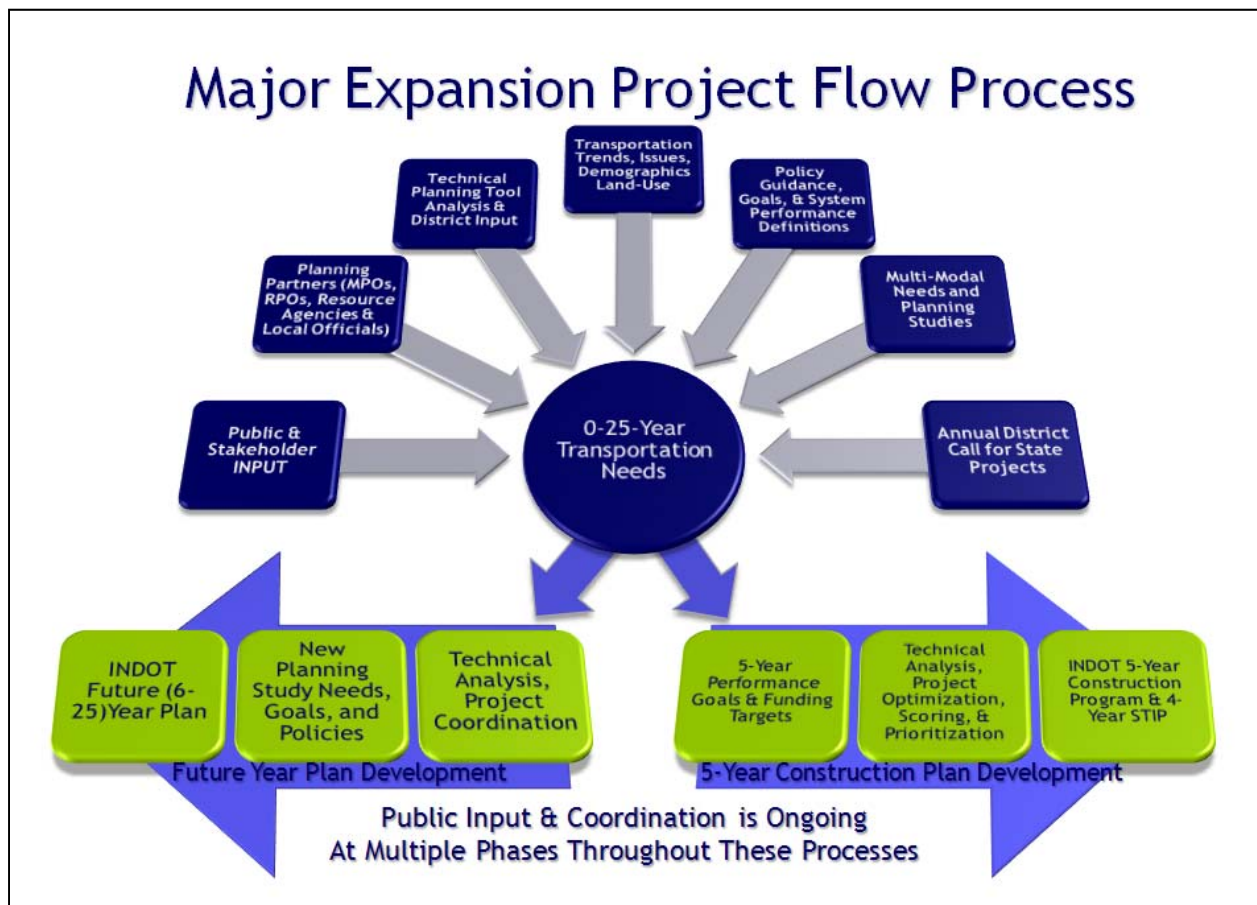 Major Expansion Project Flow Process
Transportation
Trends, Issues,
Demographics
Land-Use
Technical
Planning Tool
Analysis &
District Input
Policy
Guidance,
Goals, & System
Performance
Definitions
Planning
Partners (MPOs,
RPOs, Resource
Agencies &
Local Officials)
Multi-Modal
Needs and
Planning
Studies
Public &
Stakeholder
INPUT
0-25-Year
Transportation
Needs
Annual District
Call for State
Projects
INDOT
Future (6-
25)Year Plan
New
Planning
Study Needs,
Goals, and
Policies
Technical
Analysis,
Project
Coordination
5-Year
Performance
Goals & Funding
Targets
Technical
Analysis,
Project
Optimization,
Scoring, &
Prioritization
INDOT 5-Year
Construction
Program & 4-
Year STIP
Future Year Plan Development
5-Year Construction Plan Development
Public Input & Coordination is Ongoing
At Multiple Phases Throughout These Processes